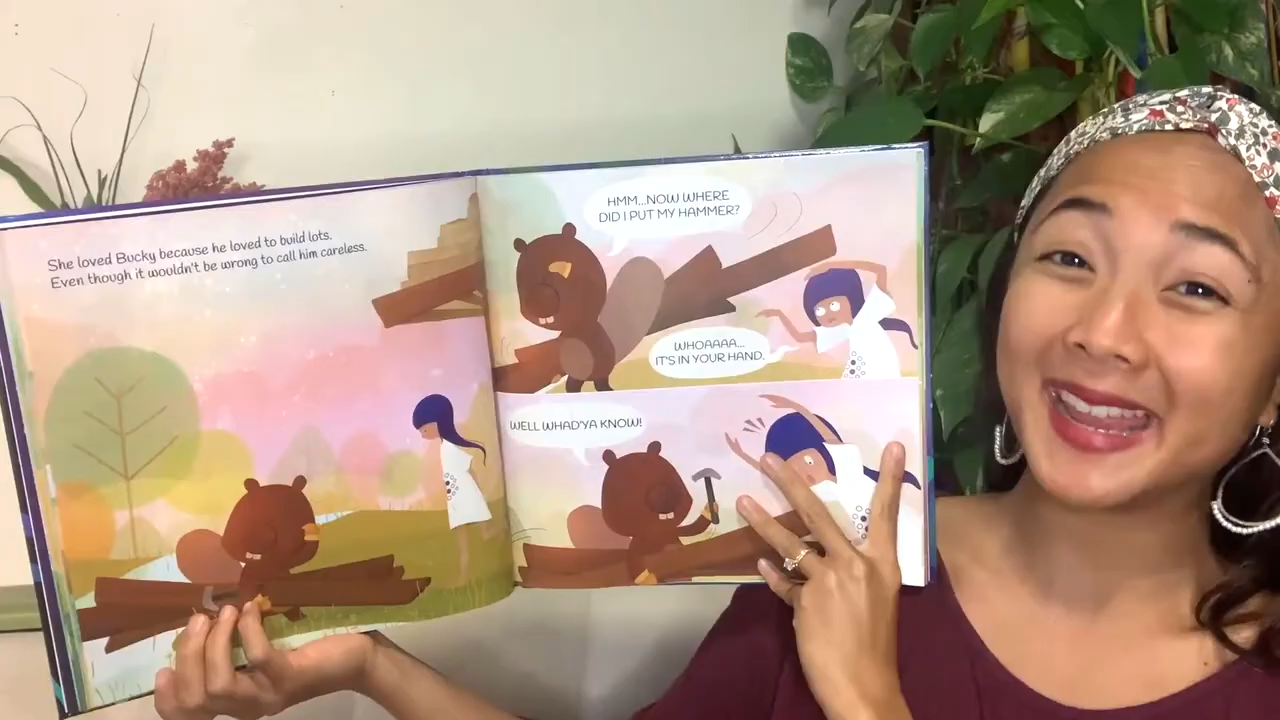 She loved Bucky because he loved to build lots.
Even though it wouldn't be wrong to call him careless.
HMM...NOW WHERE
DID I PUT MY HAMMER?
WHOAAAA...
IT'S IN YOUR HAND.
WELL WHAD'YA KNOW!